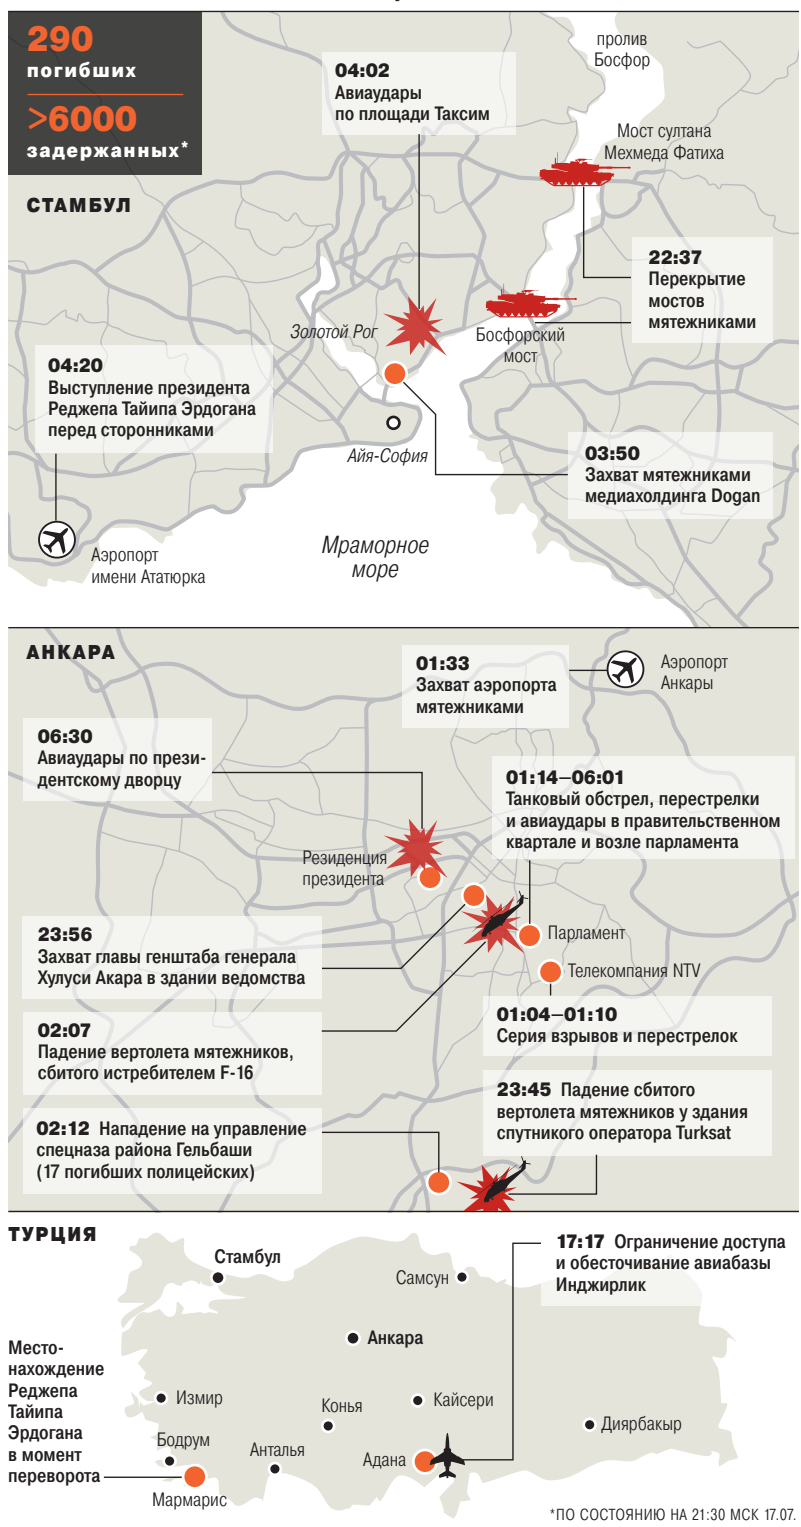 290
погибших
>6000
задержанных*
СТАМБУЛ
04:02
Авиаудары
по площади Таксим
пролив
Босфор
Мост султана
Мехмеда Фатиха
22:37
Перекрытие
мостов
мятежниками
Золотой Рог
Босфорский
мост
04:20
Выступление президента
Реджепа Тайипа Эрдогана
перед сторонниками
Айя-София
03:50
Захват мятежниками
медиахолдинга Dogan
Аэропорт
имени Ататюрка
Мраморное
море
АНКАРА
01:33
Захват аэропорта
мятежниками
Аэропорт
Анкары
06:30
Авиаудары по прези-
дентскому дворцу
01:14–06:01
Танковый обстрел, перестрелки
и авиаудары в правительственном
квартале и возле парламента
Резиденция
президента
23:56
Захват главы генштаба генерала
Хулуси Акара в здании ведомства
Парламент
Телекомпания NTV
02:07
Падение вертолета мятежников,
сбитого истребителем F-16
01:04–01:10
Серия взрывов и перестрелок
23:45 Падение сбитого
вертолета мятежников у здания
спутникого оператора Turksat
02:12 Нападение на управление
спецназа района Гельбаши
(17 погибших полицейских)
ТУРЦИЯ
Стамбул
Самсун
17:17 Ограничение доступа
и обесточивание авиабазы
Инджирлик
Анкара
Место-
нахождение
Реджепа
Тайипа
Эрдогана
в момент
переворота
Измир
Конья
Кайсери
Диярбакыр
Бодрум
Анталья
Адана
Мармарис
*ПО СОСТОЯНИЮ НА 21:30 МСК 17.07.